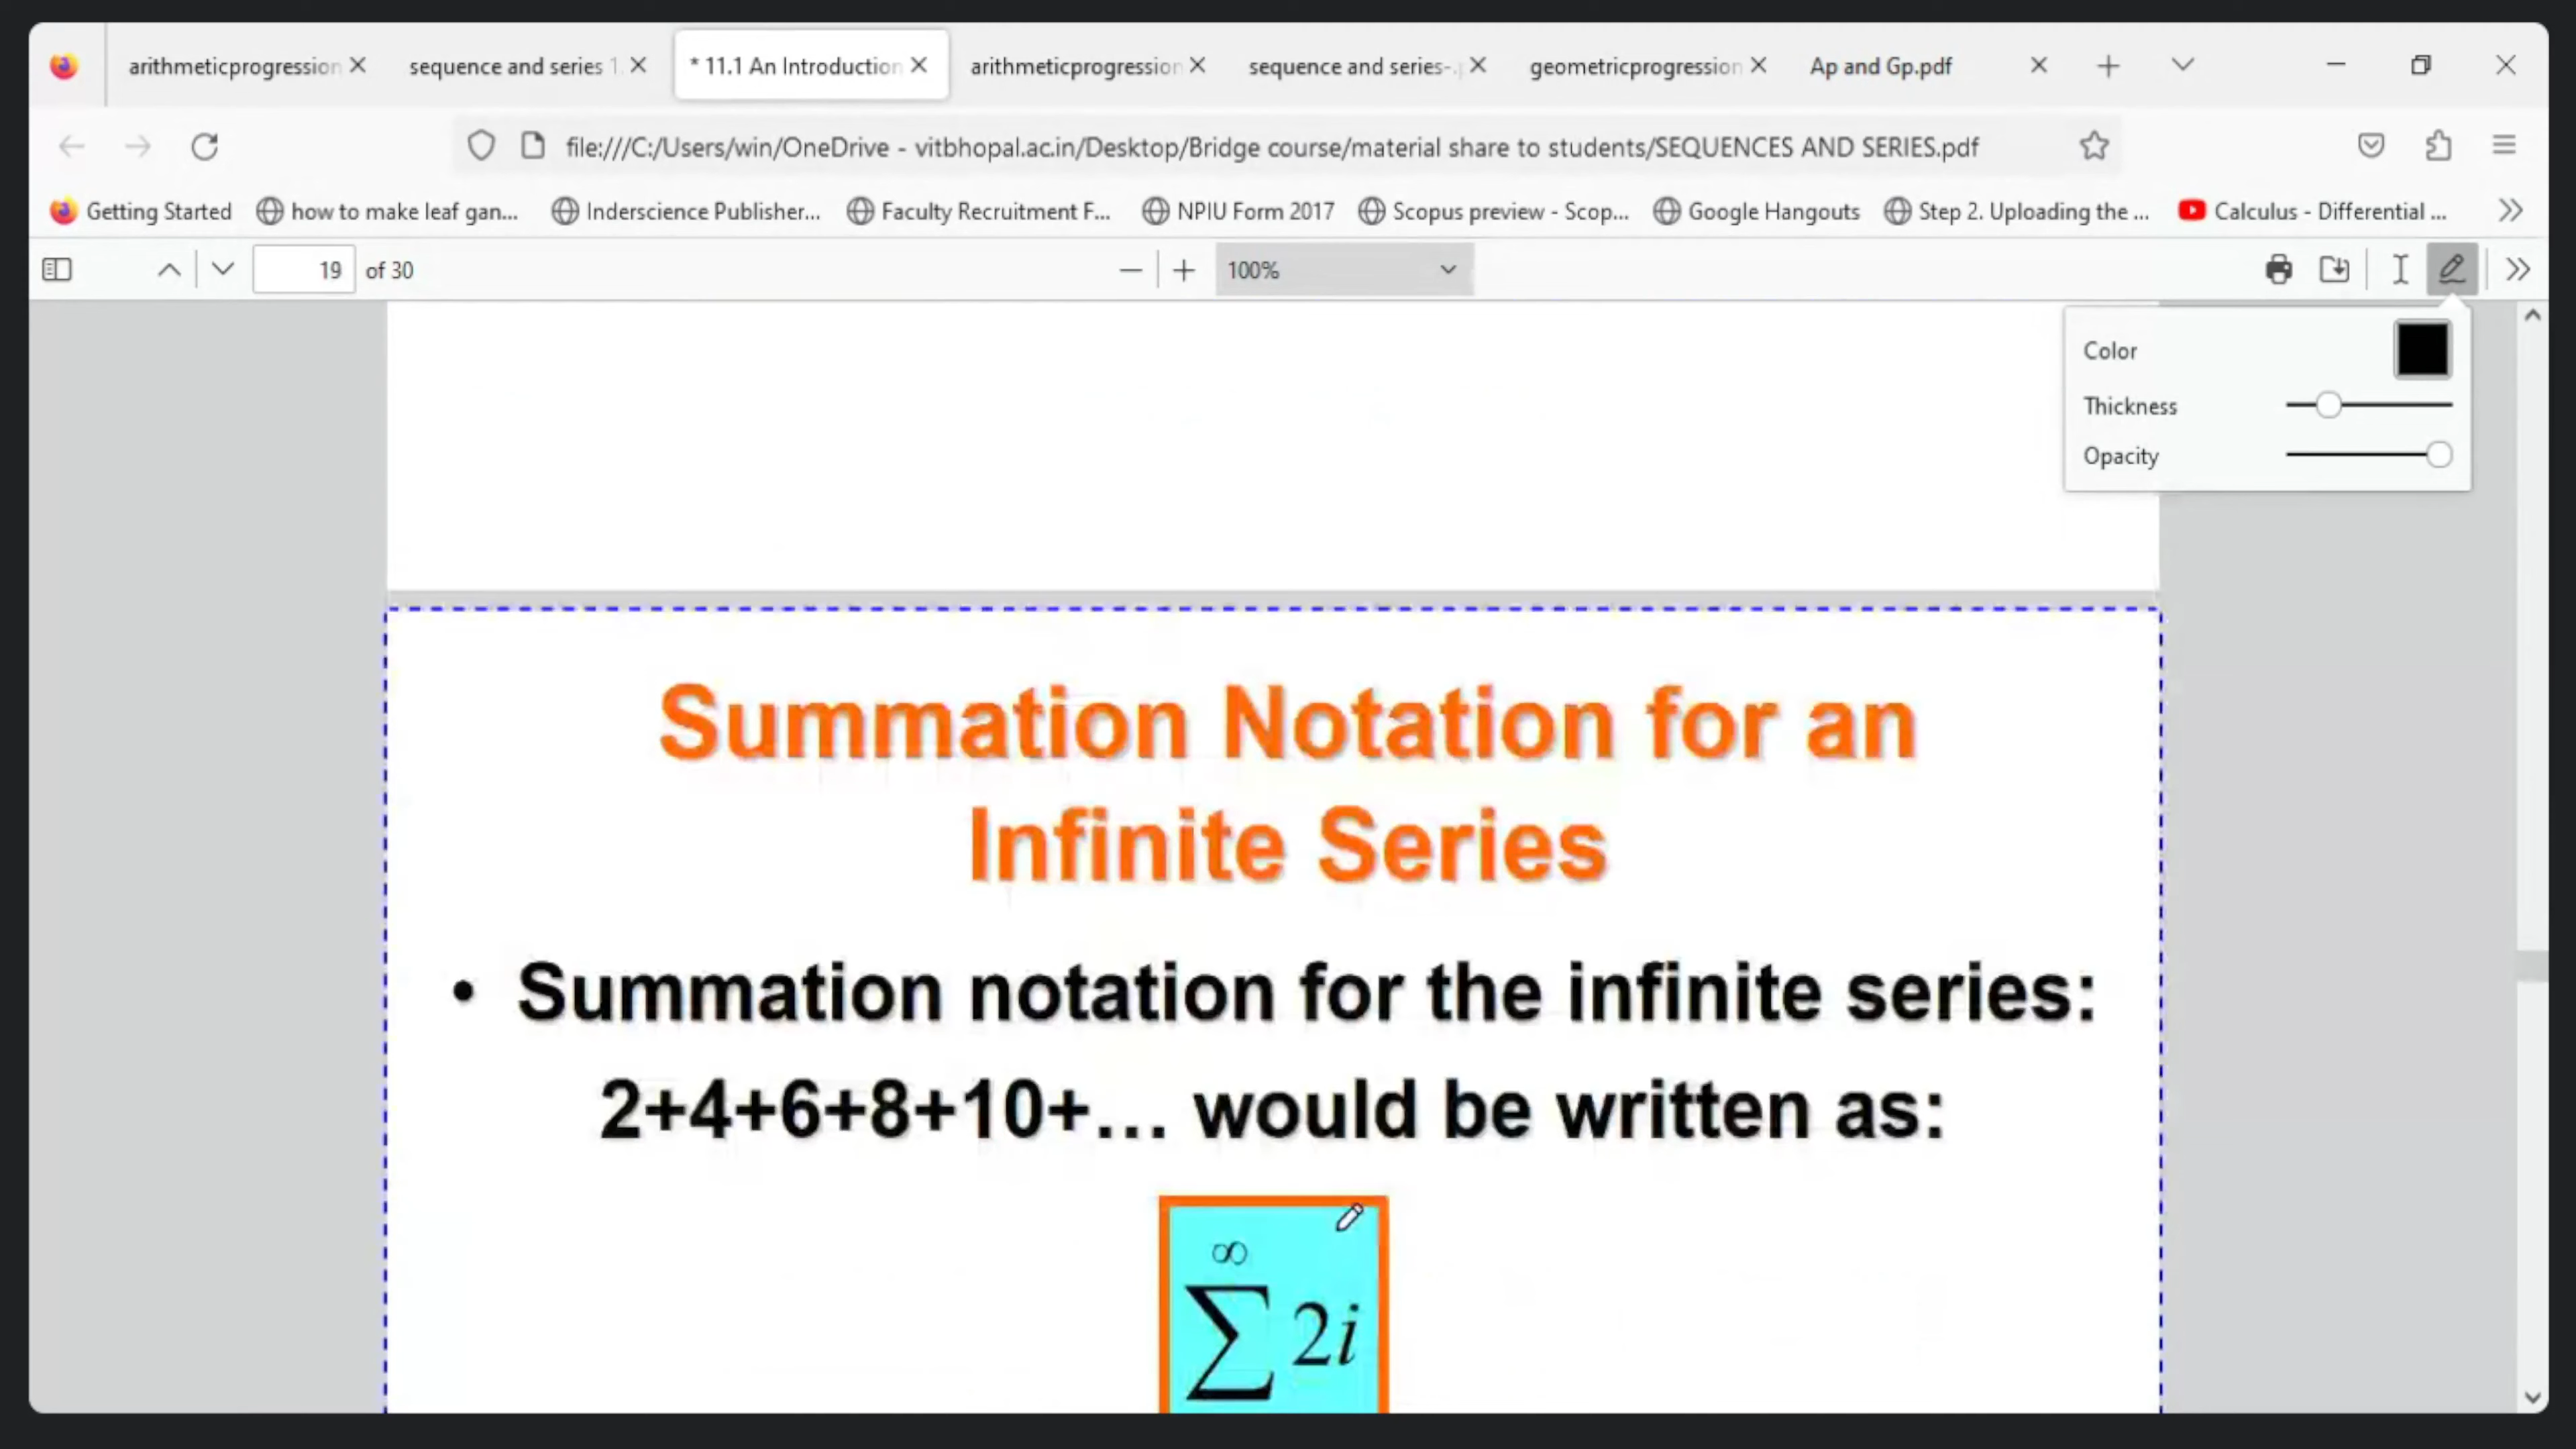 arithmeticprogression
sequence and series 1.
* 11.1 An Introduction
arithmeticprogression
sequence and series-.p
geometricprogression
Ap and Gp.pdf
file:///C:/Users/win/OneDrive - vitbhopal.ac.in/Desktop/Bridge course/material share to students/SEQUENCES AND SERIES.pdf
Getting Started
how to make leaf gan...
Inderscience Publisher...
Faculty Recruitment F...
NPIU Form 2017
Scopus preview - Scop...
Google Hangouts
Step 2. Uploading the ...
Calculus - Differential ...
19 of 30
100%
Color
Thickness
Opacity
Summation Notation for an
Infinite Series
• Summation notation for the infinite series:
2+4+6+8+10+… would be written as:
∞
∑ 2i